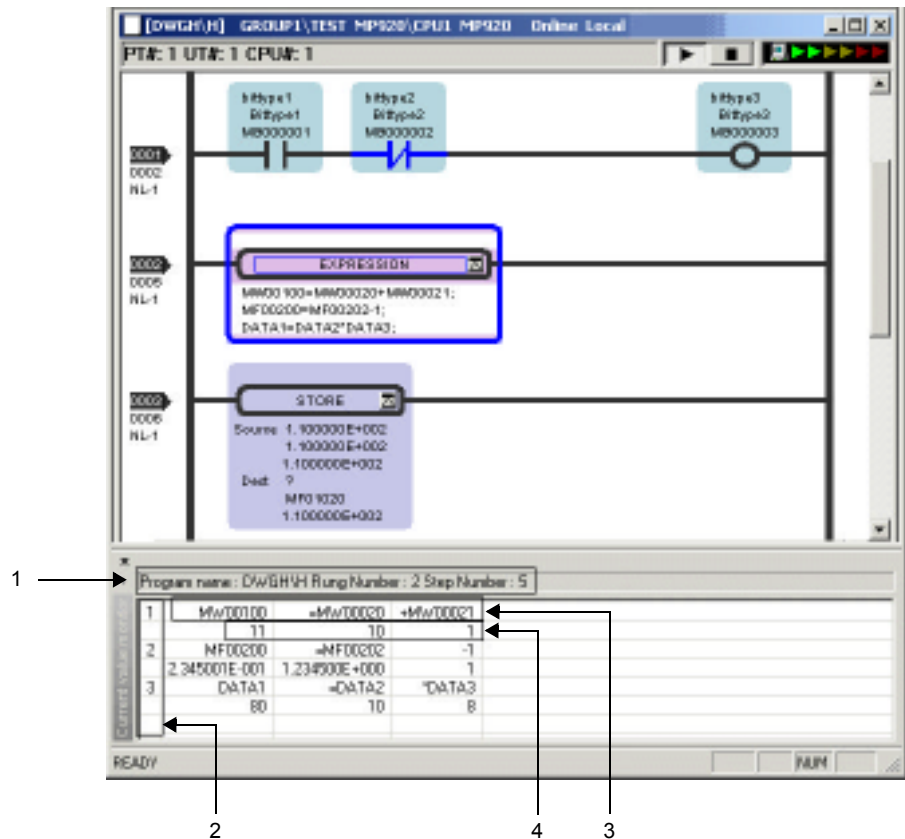 [DWGH\H] GROUP1\TEST MP920\CPU1 MP920 Online Local
PT#: 1 UT#: 1 CPU#: 1
bittype1
Bittype1
MB000001
bittype2
Bittype2
MB000002
bittype3
Bittype3
MB000003
0001
0002
NL-1
0002
0005
NL-1
EXPRESSION
MW00100=MW00020+MW00021;
MF00200=MF00202-1;
DATA1=DATA2*DATA3;
0003
0006
NL-1
STORE
Source 1.100000E+002
1.100000E+002
1.100000E+002
Dest ?
MF01020
1.100000E+002
1
Program name : DWGH\H Rung Number : 2 Step Number : 5
Current value monitor
1 MW00100 =MW00020 +MW00021
11 10 1
2 MF00200 =MF00202 -1
2.345001E-001 1.234500E+000 1
3 DATA1 =DATA2 *DATA3
80 10 8
READY NUM
2 4 3